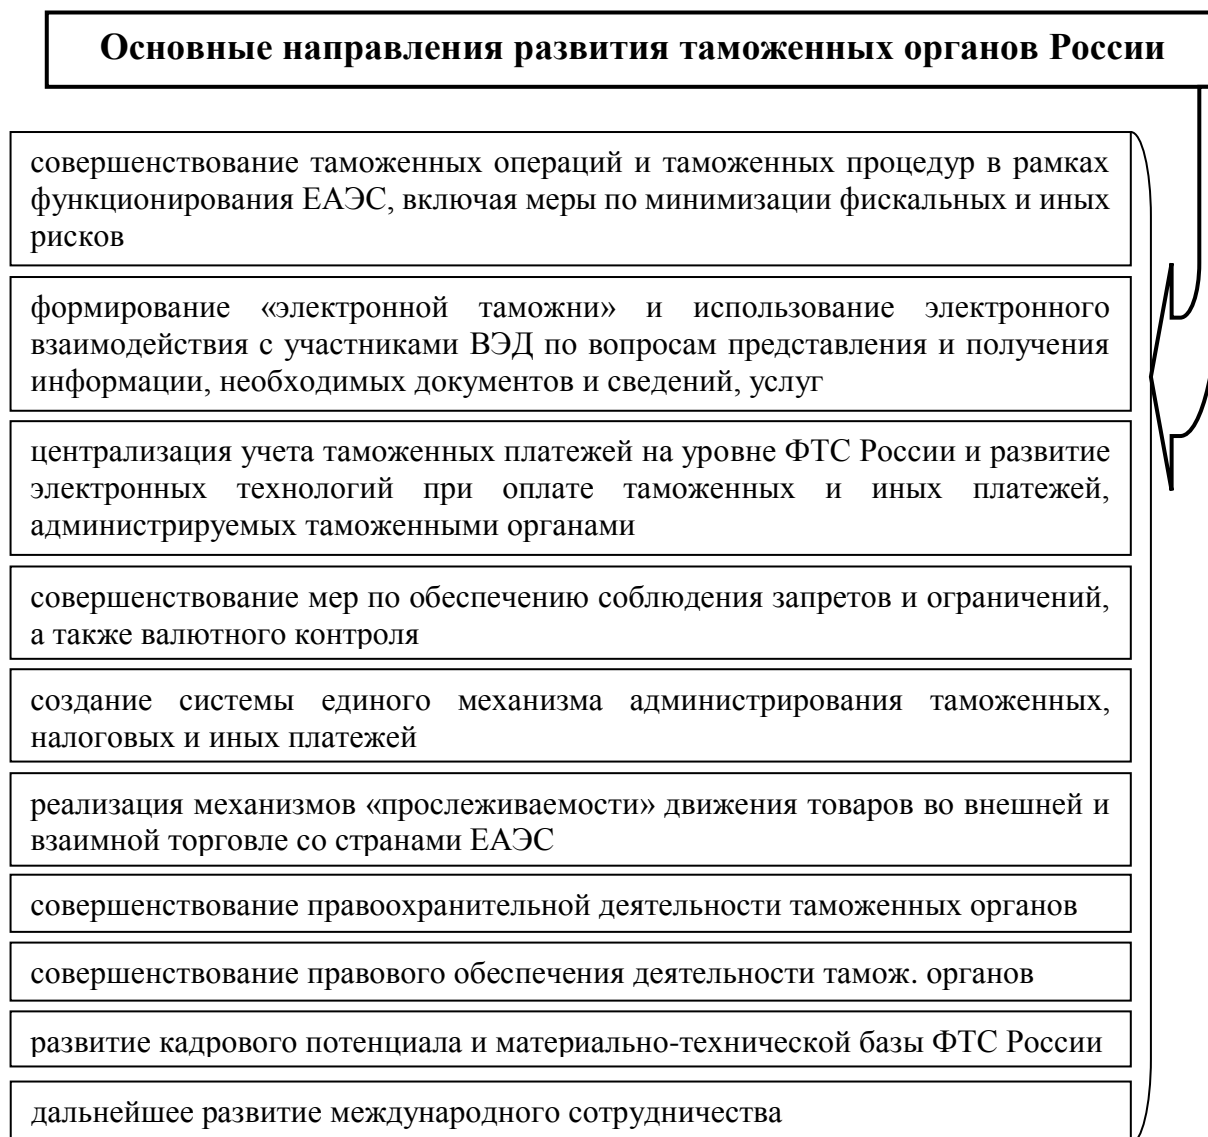 Основные направления развития таможенных органов России
совершенствование таможенных операций и таможенных процедур в рамках
функционирования ЕАЭС, включая меры по минимизации фискальных и иных
рисков
формирование «электронной таможни» и использование электронного
взаимодействия с участниками ВЭД по вопросам представления и получения
информации, необходимых документов и сведений, услуг
централизация учета таможенных платежей на уровне ФТС России и развитие
электронных технологий при оплате таможенных и иных платежей,
администрируемых таможенными органами
совершенствование мер по обеспечению соблюдения запретов и ограничений,
а также валютного контроля
создание системы единого механизма администрирования таможенных,
налоговых и иных платежей
реализация механизмов «прослеживаемости» движения товаров во внешней и
взаимной торговле со странами ЕАЭС
совершенствование правоохранительной деятельности таможенных органов
совершенствование правового обеспечения деятельности тамож. органов
развитие кадрового потенциала и материально-технической базы ФТС России
дальнейшее развитие международного сотрудничества